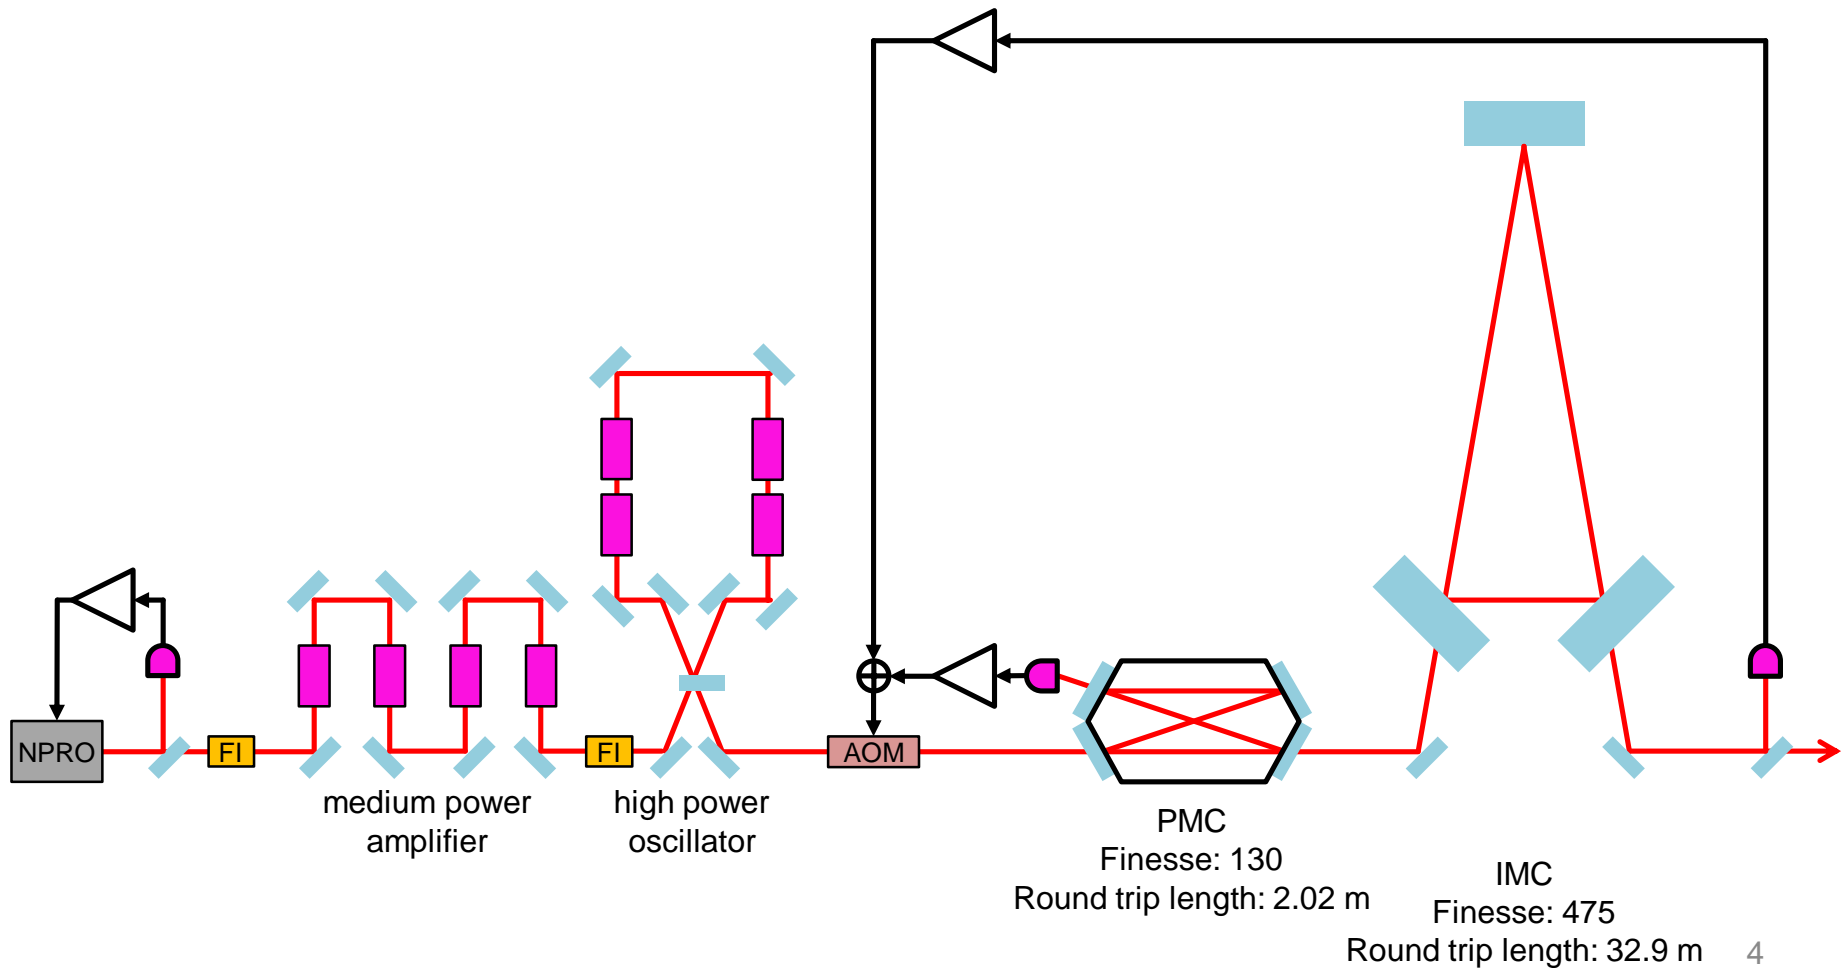 NPRO
FI
FI
AOM
medium power
amplifier
high power
oscillator
PMC
Finesse: 130
Round trip length: 2.02 m
IMC
Finesse: 475
Round trip length: 32.9 m
4